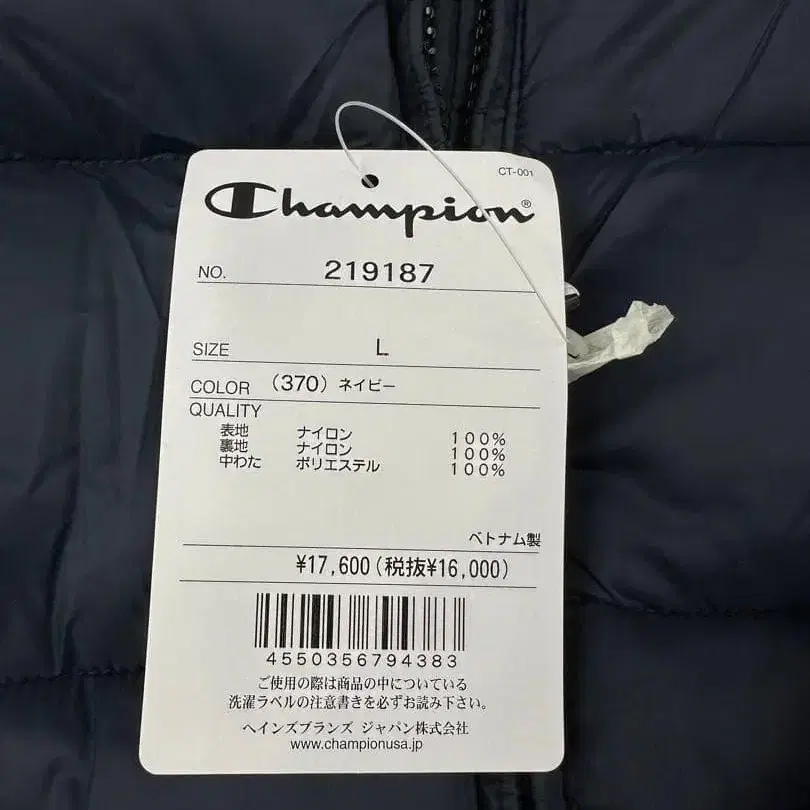 CT-001
Champion®
NO. 219187
SIZE L
COLOR (370) ネイビー
QUALITY
表地 ナイロン 100%
裏地 ナイロン 100%
中わた ポリエステル 100%
ベトナム製
¥17,600(税抜¥16,000)
4550356794383
ご使用の際は商品の中についている
洗濯ラベルの注意書きを必ずお読み下さい。
ヘインズブランズ ジャパン株式会社
www.championusa.jp